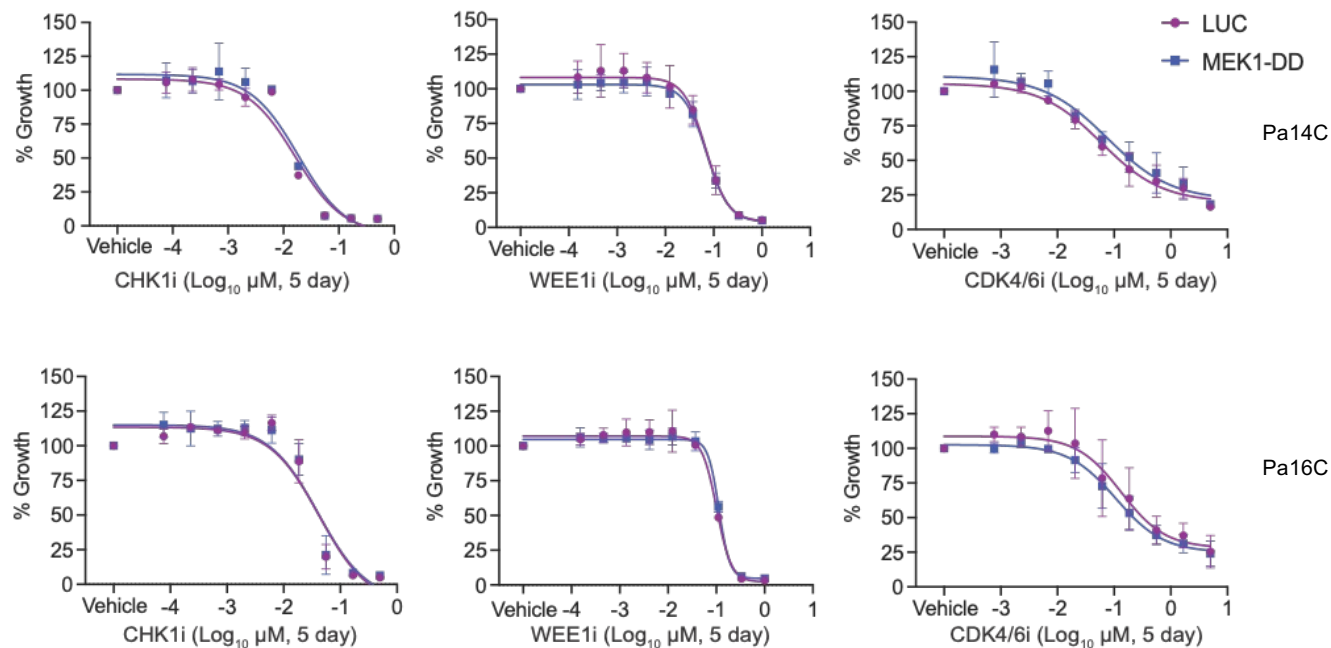 LUC
MEK1-DD
Pa14C
% Growth
150
125
100
75
50
25
0
Vehicle -4 -3 -2 -1 0
CHK1i (Log₁₀ μM, 5 day)
% Growth
150
125
100
75
50
25
0
Vehicle -4 -3 -2 -1 0 1
WEE1i (Log₁₀ μM, 5 day)
% Growth
150
125
100
75
50
25
0
Vehicle -3 -2 -1 0 1
CDK4/6i (Log₁₀ μM, 5 day)
Pa16C
% Growth
150
125
100
75
50
25
0
Vehicle -4 -3 -2 -1 0
CHK1i (Log₁₀ μM, 5 day)
% Growth
150
125
100
75
50
25
0
Vehicle -4 -3 -2 -1 0 1
WEE1i (Log₁₀ μM, 5 day)
% Growth
150
125
100
75
50
25
0
Vehicle -3 -2 -1 0 1
CDK4/6i (Log₁₀ μM, 5 day)